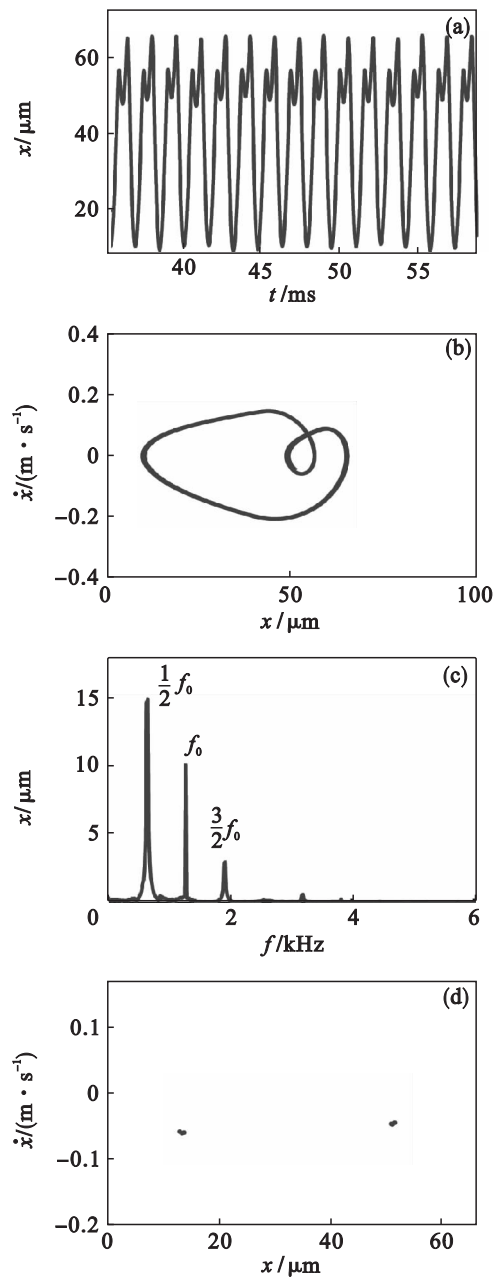 (a)
60
40
20
x/μm
40
45
50
55
t/ms
(b)
0.4
0.2
0
−0.2
−0.4
ẋ/(m·s⁻¹)
0
50
100
x/μm
(c)
15
10
5
0
x/μm
1/2 f₀
f₀
3/2 f₀
2
4
6
f/kHz
(d)
0.1
0
−0.1
−0.2
ẋ/(m·s⁻¹)
0
20
40
60
x/μm